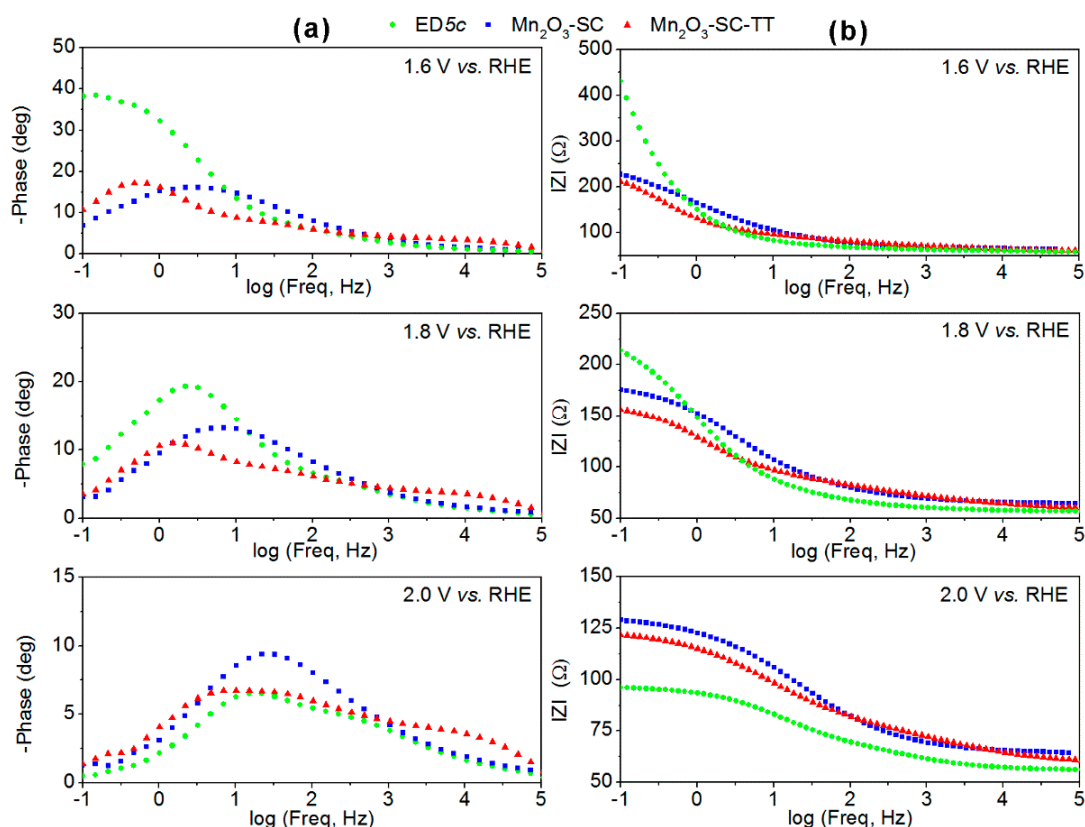 (a) ED5c Mn₂O₃-SC Mn₂O₃-SC-TT (b)
50
40
30
20
10
0
-Phase (deg)
1.6 V vs. RHE
-1 0 1 2 3 4 5
log (Freq, Hz)
500
400
300
200
100
|Z| (Ω)
1.6 V vs. RHE
-1 0 1 2 3 4 5
log (Freq, Hz)
30
20
10
0
-Phase (deg)
1.8 V vs. RHE
-1 0 1 2 3 4 5
log (Freq, Hz)
250
200
150
100
50
|Z| (Ω)
1.8 V vs. RHE
-1 0 1 2 3 4 5
log (Freq, Hz)
15
10
5
0
-Phase (deg)
2.0 V vs. RHE
-1 0 1 2 3 4 5
log (Freq, Hz)
150
125
100
75
50
|Z| (Ω)
2.0 V vs. RHE
-1 0 1 2 3 4 5
log (Freq, Hz)